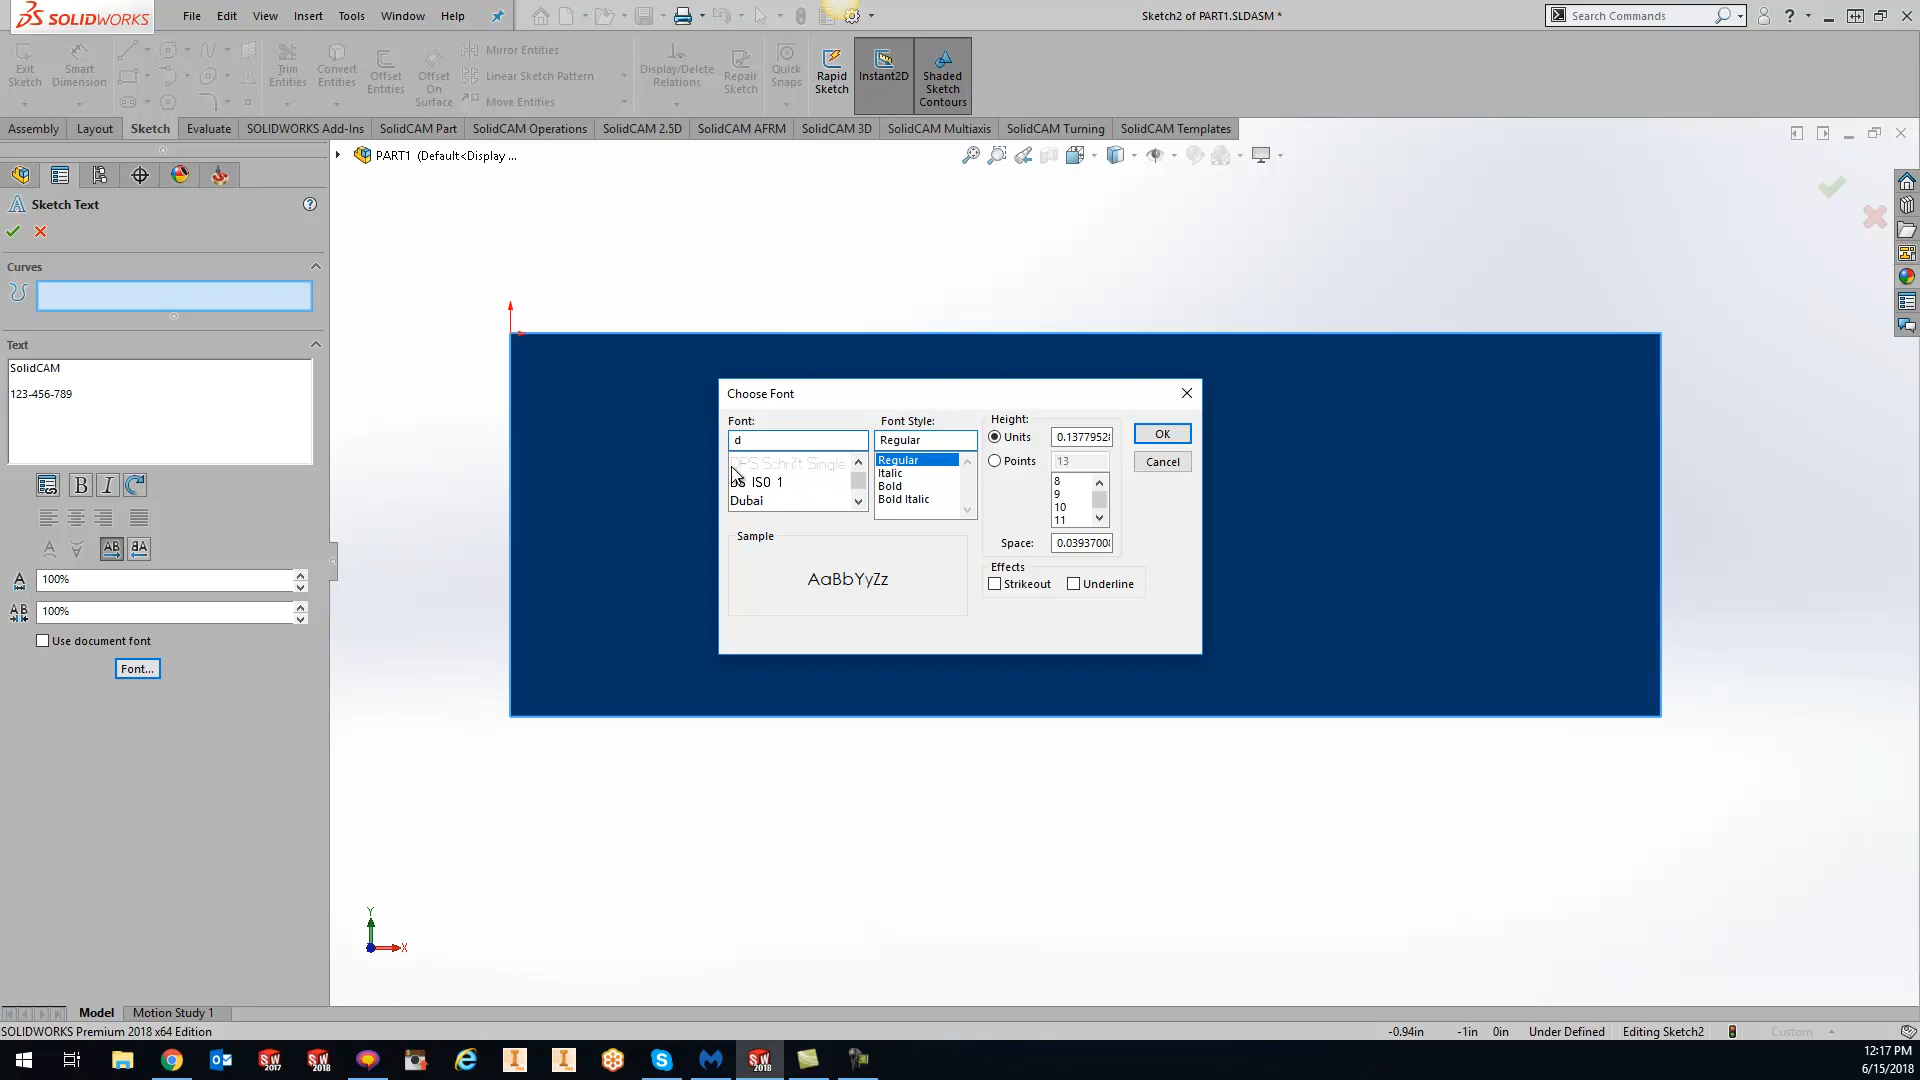 SOLIDWORKS File Edit View Insert Tools Window Help Sketch2 of PART1.SLDASM * Search Commands
Exit Sketch
Smart Dimension
Trim Entities
Convert Entities
Offset Entities
Offset On Surface
Mirror Entities
Linear Sketch Pattern
Move Entities
Display/Delete Relations
Repair Sketch
Quick Snaps
Rapid Sketch
Instant2D
Shaded Sketch Contours
Assembly Layout Sketch Evaluate SOLIDWORKS Add-Ins SolidCAM Part SolidCAM Operations SolidCAM 2.5D SolidCAM AFRM SolidCAM 3D SolidCAM Multiaxis SolidCAM Turning SolidCAM Templates
PART1 (Default<Display ...
Sketch Text
Curves
Text
SolidCAM
123-456-789
B I
AB
100%
AB
100%
Use document font
Font...
Choose Font
Font: Font Style: Height:
d Regular Units 0.1377952
Points 13
DPS Schrift Single
ISO 1
Dubai
Regular
Italic
Bold
Bold Italic
8
9
10
11
OK
Cancel
Space: 0.0393700
Sample
AaBbYyZz
Effects
Strikeout Underline
Y
X
Model Motion Study 1
SOLIDWORKS Premium 2018 x64 Edition -0.94in -1in 0in Under Defined Editing Sketch2 Custom
12:17 PM
6/15/2018